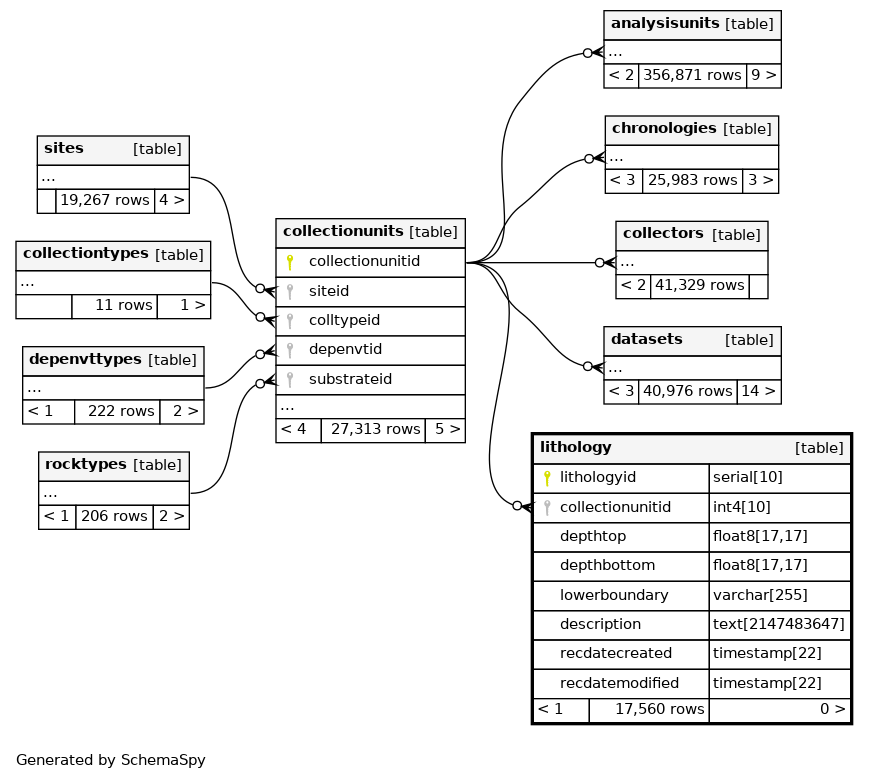 sites [table]
...
19,267 rows 4 >
collectiontypes [table]
...
11 rows 1 >
depenvttypes [table]
...
< 1 222 rows 2 >
rocktypes [table]
...
< 1 206 rows 2 >
collectionunits [table]
collectionunitid
siteid
colltypeid
depenvtid
substrateid
...
< 4 27,313 rows 5 >
analysisunits [table]
...
< 2 356,871 rows 9 >
chronologies [table]
...
< 3 25,983 rows 3 >
collectors [table]
...
< 2 41,329 rows
datasets [table]
...
< 3 40,976 rows 14 >
lithology [table]
lithologyid serial[10]
collectionunitid int4[10]
depthtop float8[17,17]
depthbottom float8[17,17]
lowerboundary varchar[255]
description text[2147483647]
recdatecreated timestamp[22]
recdatemodified timestamp[22]
< 1 17,560 rows 0 >
Generated by SchemaSpy